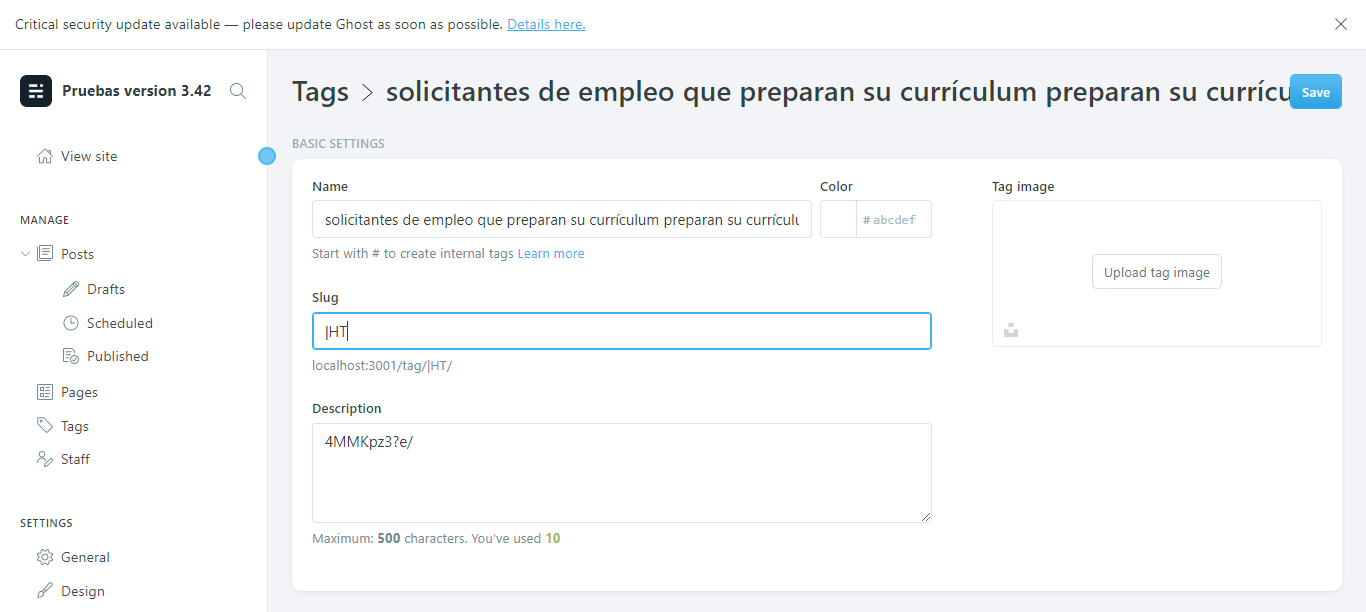 Critical security update available — please update Ghost as soon as possible. Details here.
Pruebas version 3.42
View site
MANAGE
Posts
Drafts
Scheduled
Published
Pages
Tags
Staff
SETTINGS
General
Design
Tags > solicitantes de empleo que preparan su currículum preparan su currícu
Save
BASIC SETTINGS
Name
solicitantes de empleo que preparan su currículum preparan su currículu
Start with # to create internal tags Learn more
Color
# abcdef
Slug
|HT
localhost:3001/tag/|HT/
Description
4MMKpz3?e/
Maximum: 500 characters. You've used 10
Tag image
Upload tag image